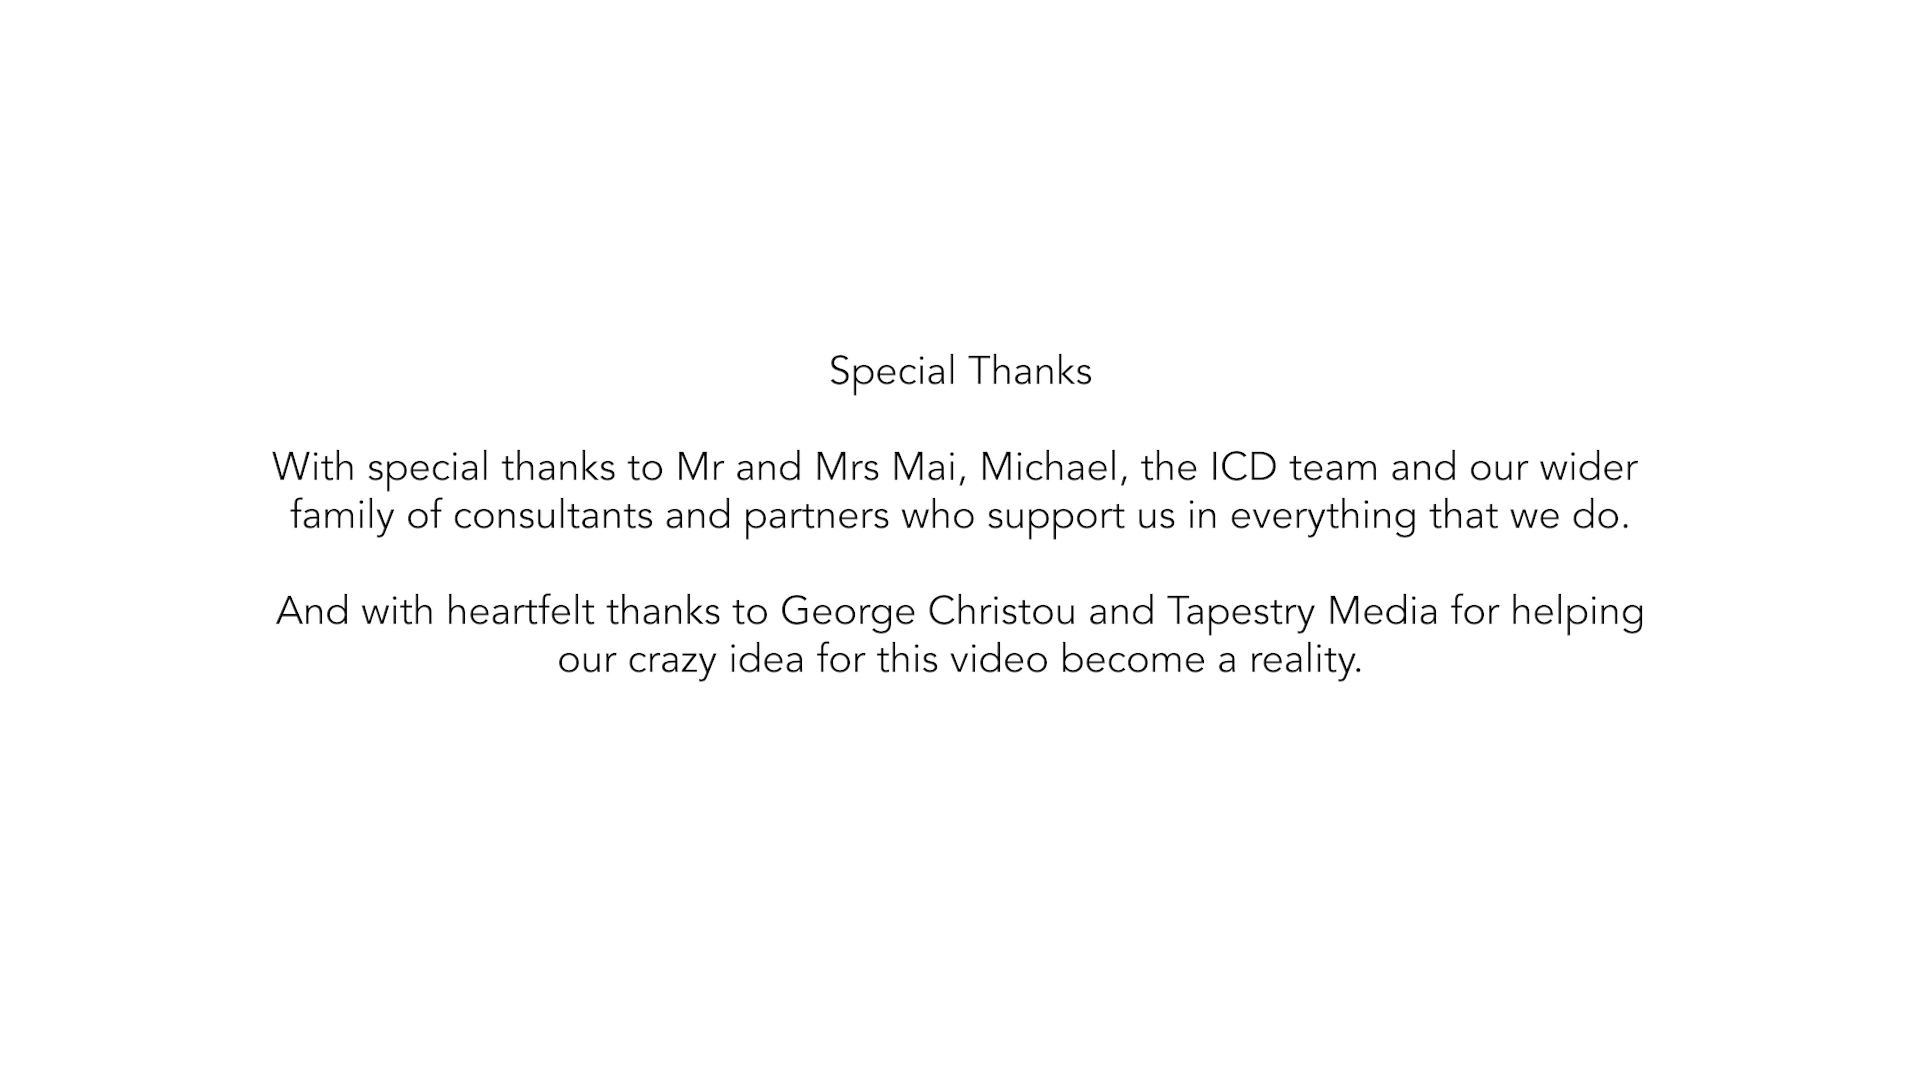 Special Thanks
With special thanks to Mr and Mrs Mai, Michael, the ICD team and our wider
family of consultants and partners who support us in everything that we do.
And with heartfelt thanks to George Christou and Tapestry Media for helping
our crazy idea for this video become a reality.